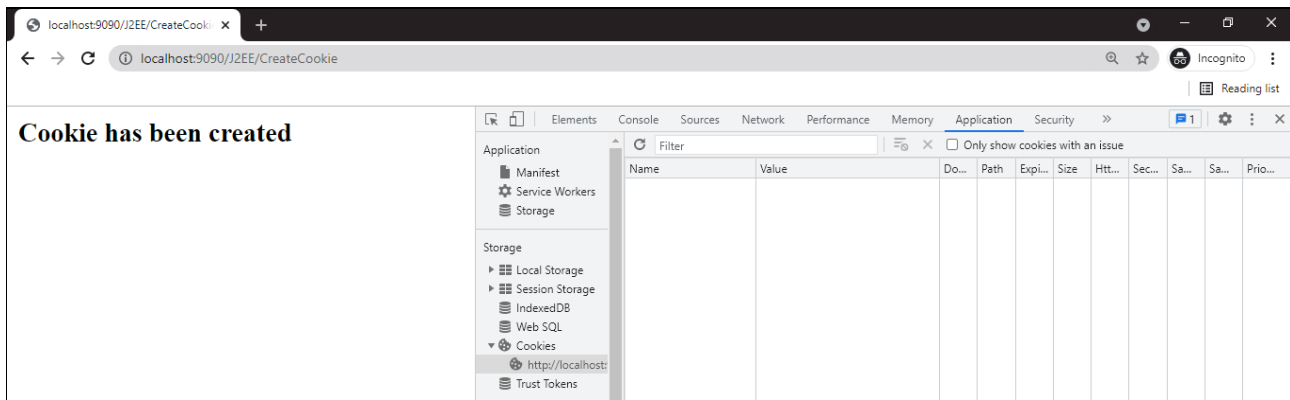 localhost:9090/J2EE/CreateCooki
localhost:9090/J2EE/CreateCookie
Incognito
Reading list
Cookie has been created
Elements Console Sources Network Performance Memory Application Security » 1
Application
Manifest
Service Workers
Storage
Storage
Local Storage
Session Storage
IndexedDB
Web SQL
Cookies
http://localhost:
Trust Tokens
Filter
Only show cookies with an issue
Name Value Do... Path Expi... Size Htt... Sec... Sa... Sa... Prio...